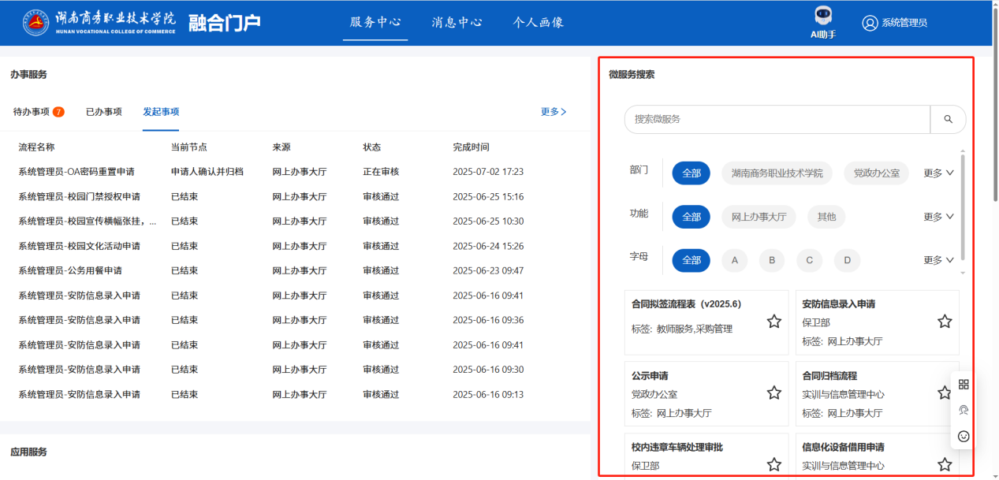 湖南商务职业技术学院
HUNAN VOCATIONAL COLLEGE OF COMMERCE
融合门户
服务中心 消息中心 个人画像
AI助手
系统管理员
办事服务
待办事项 7 已办事项 发起事项 更多
流程名称 当前节点 来源 状态 完成时间
系统管理员-OA密码重置申请 申请人确认并归档 网上办事大厅 正在审核 2025-07-02 17:23
系统管理员-校园门禁授权申请 已结束 网上办事大厅 审核通过 2025-06-25 15:16
系统管理员-校园宣传横幅张挂，... 已结束 网上办事大厅 审核通过 2025-06-25 10:30
系统管理员-校园文化活动申请 已结束 网上办事大厅 审核通过 2025-06-24 15:26
系统管理员-公务用餐申请 已结束 网上办事大厅 审核通过 2025-06-23 09:47
系统管理员-安防信息录入申请 已结束 网上办事大厅 审核通过 2025-06-16 09:41
系统管理员-安防信息录入申请 已结束 网上办事大厅 审核通过 2025-06-16 09:36
系统管理员-安防信息录入申请 已结束 网上办事大厅 审核通过 2025-06-16 09:41
系统管理员-安防信息录入申请 已结束 网上办事大厅 审核通过 2025-06-16 09:30
系统管理员-安防信息录入申请 已结束 网上办事大厅 审核通过 2025-06-16 09:13
应用服务
微服务搜索
搜索微服务
部门 全部 湖南商务职业技术学院 党政办公室 更多
功能 全部 网上办事大厅 其他 更多
字母 全部 A B C D 更多
合同拟签流程表（v2025.6）
标签: 教师服务,采购管理
安防信息录入申请
保卫部
标签: 网上办事大厅
公示申请
党政办公室
标签: 网上办事大厅
合同归档流程
实训与信息管理中心
标签: 网上办事大厅
校内违章车辆处理审批
保卫部
信息化设备借用申请
实训与信息管理中心